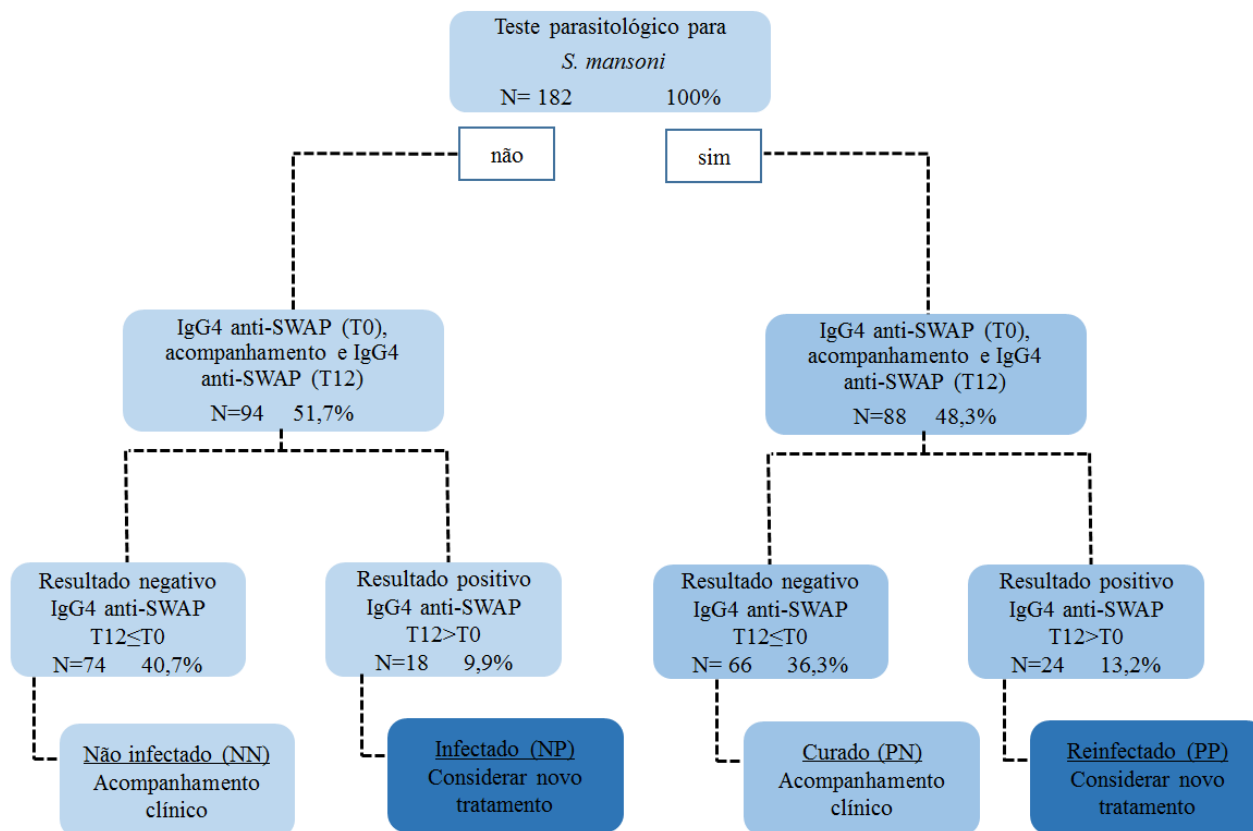 Teste parasitológico para
S. mansoni
N= 182 100%
não
sim
IgG4 anti-SWAP (T0),
acompanhamento e IgG4
anti-SWAP (T12)
N=94 51,7%
IgG4 anti-SWAP (T0),
acompanhamento e IgG4
anti-SWAP (T12)
N=88 48,3%
Resultado negativo
IgG4 anti-SWAP
T12≤T0
N=74 40,7%
Resultado positivo
IgG4 anti-SWAP
T12>T0
N=18 9,9%
Resultado negativo
IgG4 anti-SWAP
T12≤T0
N= 66 36,3%
Resultado positivo
IgG4 anti-SWAP
T12>T0
N=24 13,2%
Não infectado (NN)
Acompanhamento
clínico
Infectado (NP)
Considerar novo
tratamento
Curado (PN)
Acompanhamento
clínico
Reinfectado (PP)
Considerar novo
tratamento